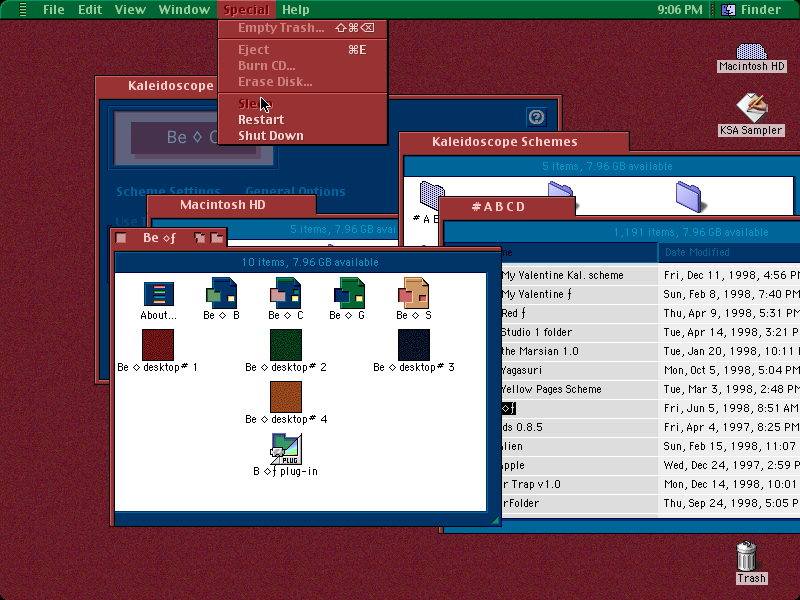 File Edit View Window Special Help 9:06 PM Finder
Empty Trash... ⇧⌘⌫
Eject ⌘E
Burn CD...
Erase Disk...
Restart
Shut Down
Macintosh HD
KSA Sampler
Trash
Kaleidoscope
Be ◇ C
Scheme Settings General Options
Kaleidoscope Schemes
5 items, 7.96 GB available
Macintosh HD
5 items, 7.96 GB avai
#ABCD
1,191 items, 7.96 GB available
Date Modified
My Valentine Kal. scheme Fri, Dec 11, 1998, 4:56 P
My Valentine ƒ Sun, Feb 8, 1998, 7:40 PM
Red ƒ Thu, Apr 9, 1998, 5:31 PM
Studio 1 folder Tue, Apr 14, 1998, 3:21 P
the Marsian 1.0 Tue, Jan 20, 1998, 10:11
Yagasuri Mon, Oct 5, 1998, 5:04 PM
Yellow Pages Scheme Tue, Mar 3, 1998, 2:48 PM
◇ƒ Fri, Jun 5, 1998, 8:51 AM
ds 0.8.5 Fri, Apr 4, 1997, 8:25 PM
lien Sun, Feb 15, 1998, 11:07
pple Wed, Dec 24, 1997, 2:59 P
r Trap v1.0 Mon, Dec 14, 1998, 10:01
rFolder Thu, Sep 24, 1998, 5:05 P
Be ◇ƒ
10 items, 7.96 GB available
About... Be ◇ B Be ◇ C Be ◇ G Be ◇ S
Be ◇ desktop# 1 Be ◇ desktop# 2 Be ◇ desktop# 3
Be ◇ desktop# 4
PLUG
B ◇ƒ plug-in